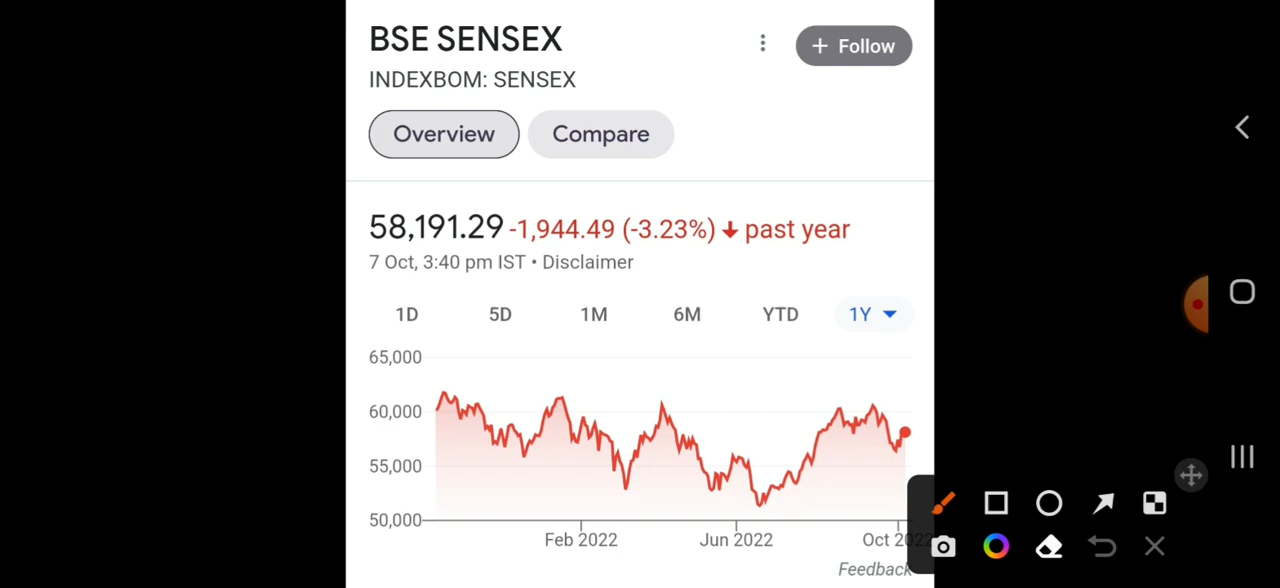 BSE SENSEX
+ Follow
INDEXBOM: SENSEX
Overview Compare
58,191.29 -1,944.49 (-3.23%) past year
7 Oct, 3:40 pm IST • Disclaimer
1D 5D 1M 6M YTD 1Y
65,000
60,000
55,000
50,000
Feb 2022 Jun 2022 Oct 2022
Feedback